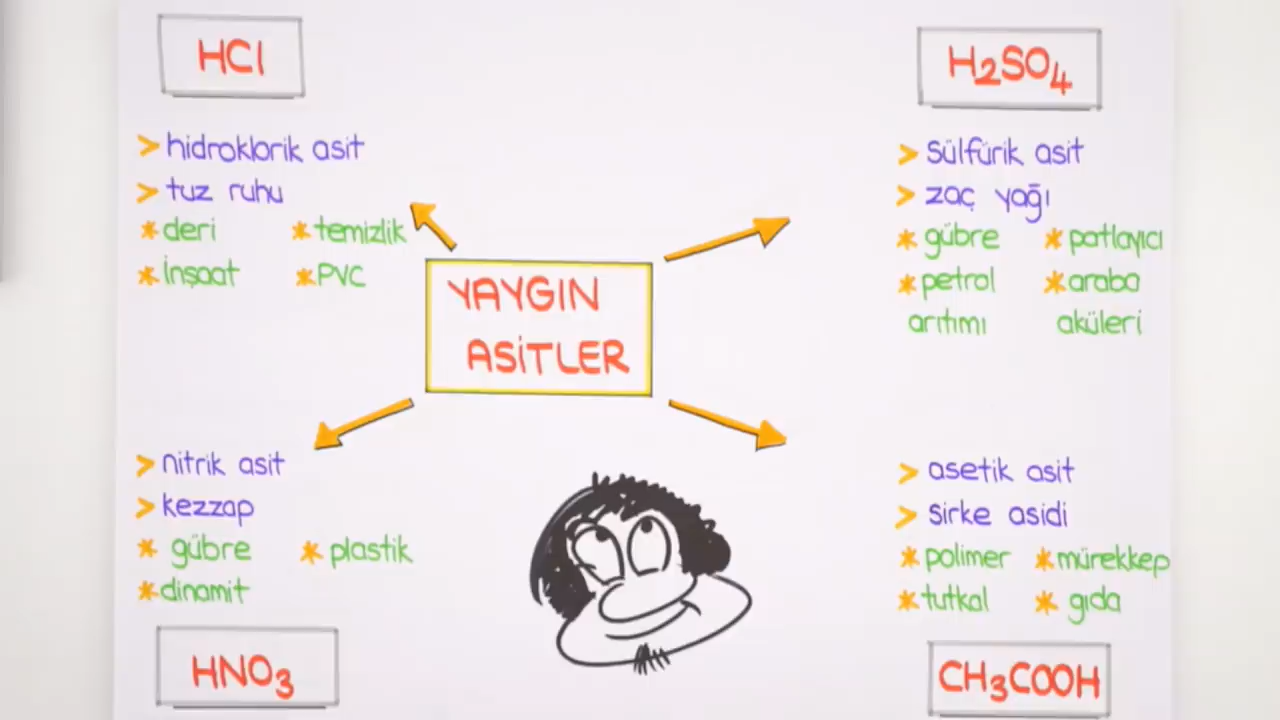 HCl
> hidroklorik asit
> tuz ruhu
* deri * temizlik
* inşaat * PVC
H2SO4
> sülfürik asit
> zaç yağı
* gübre * patlayıcı
* petrol * araba
arıtımı aküleri
YAYGIN
ASİTLER
> nitrik asit
> kezzap
* gübre * plastik
* dinamit
HNO3
> asetik asit
> sirke asidi
* polimer * mürekkep
* tutkal * gıda
CH3COOH